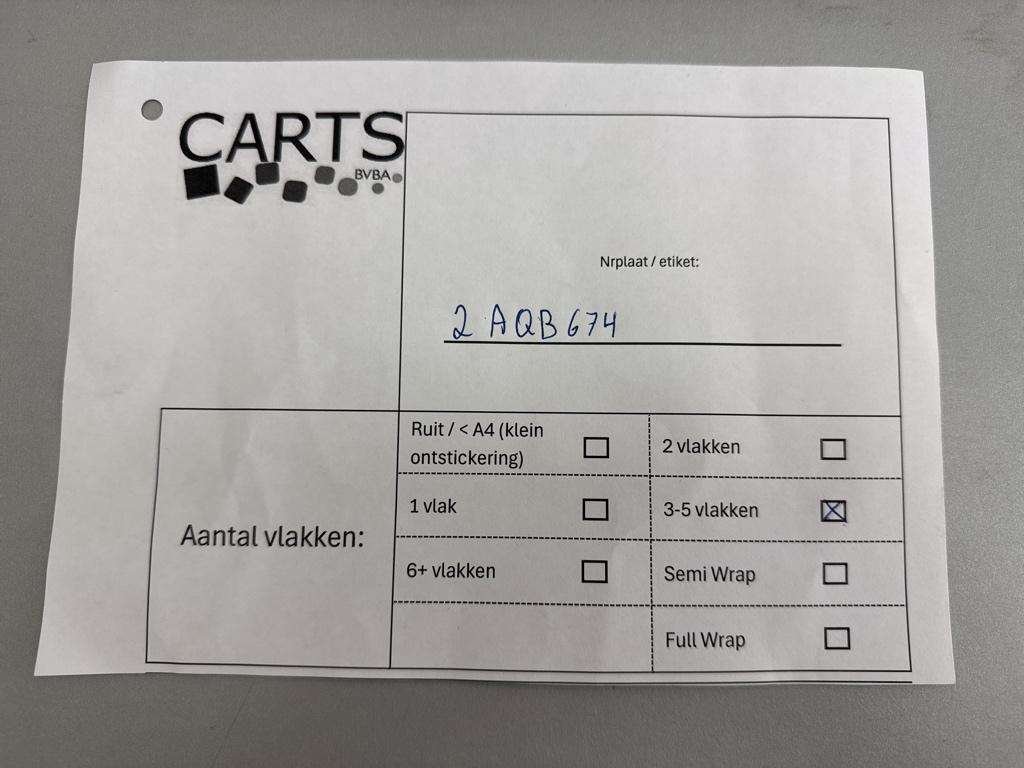 CARTS
BVBA
Nrplaat / etiket:
2 AQB 674
Aantal vlakken:
Ruit / < A4 (klein
ontstickering)
2 vlakken
1 vlak
3-5 vlakken
6+ vlakken
Semi Wrap
Full Wrap